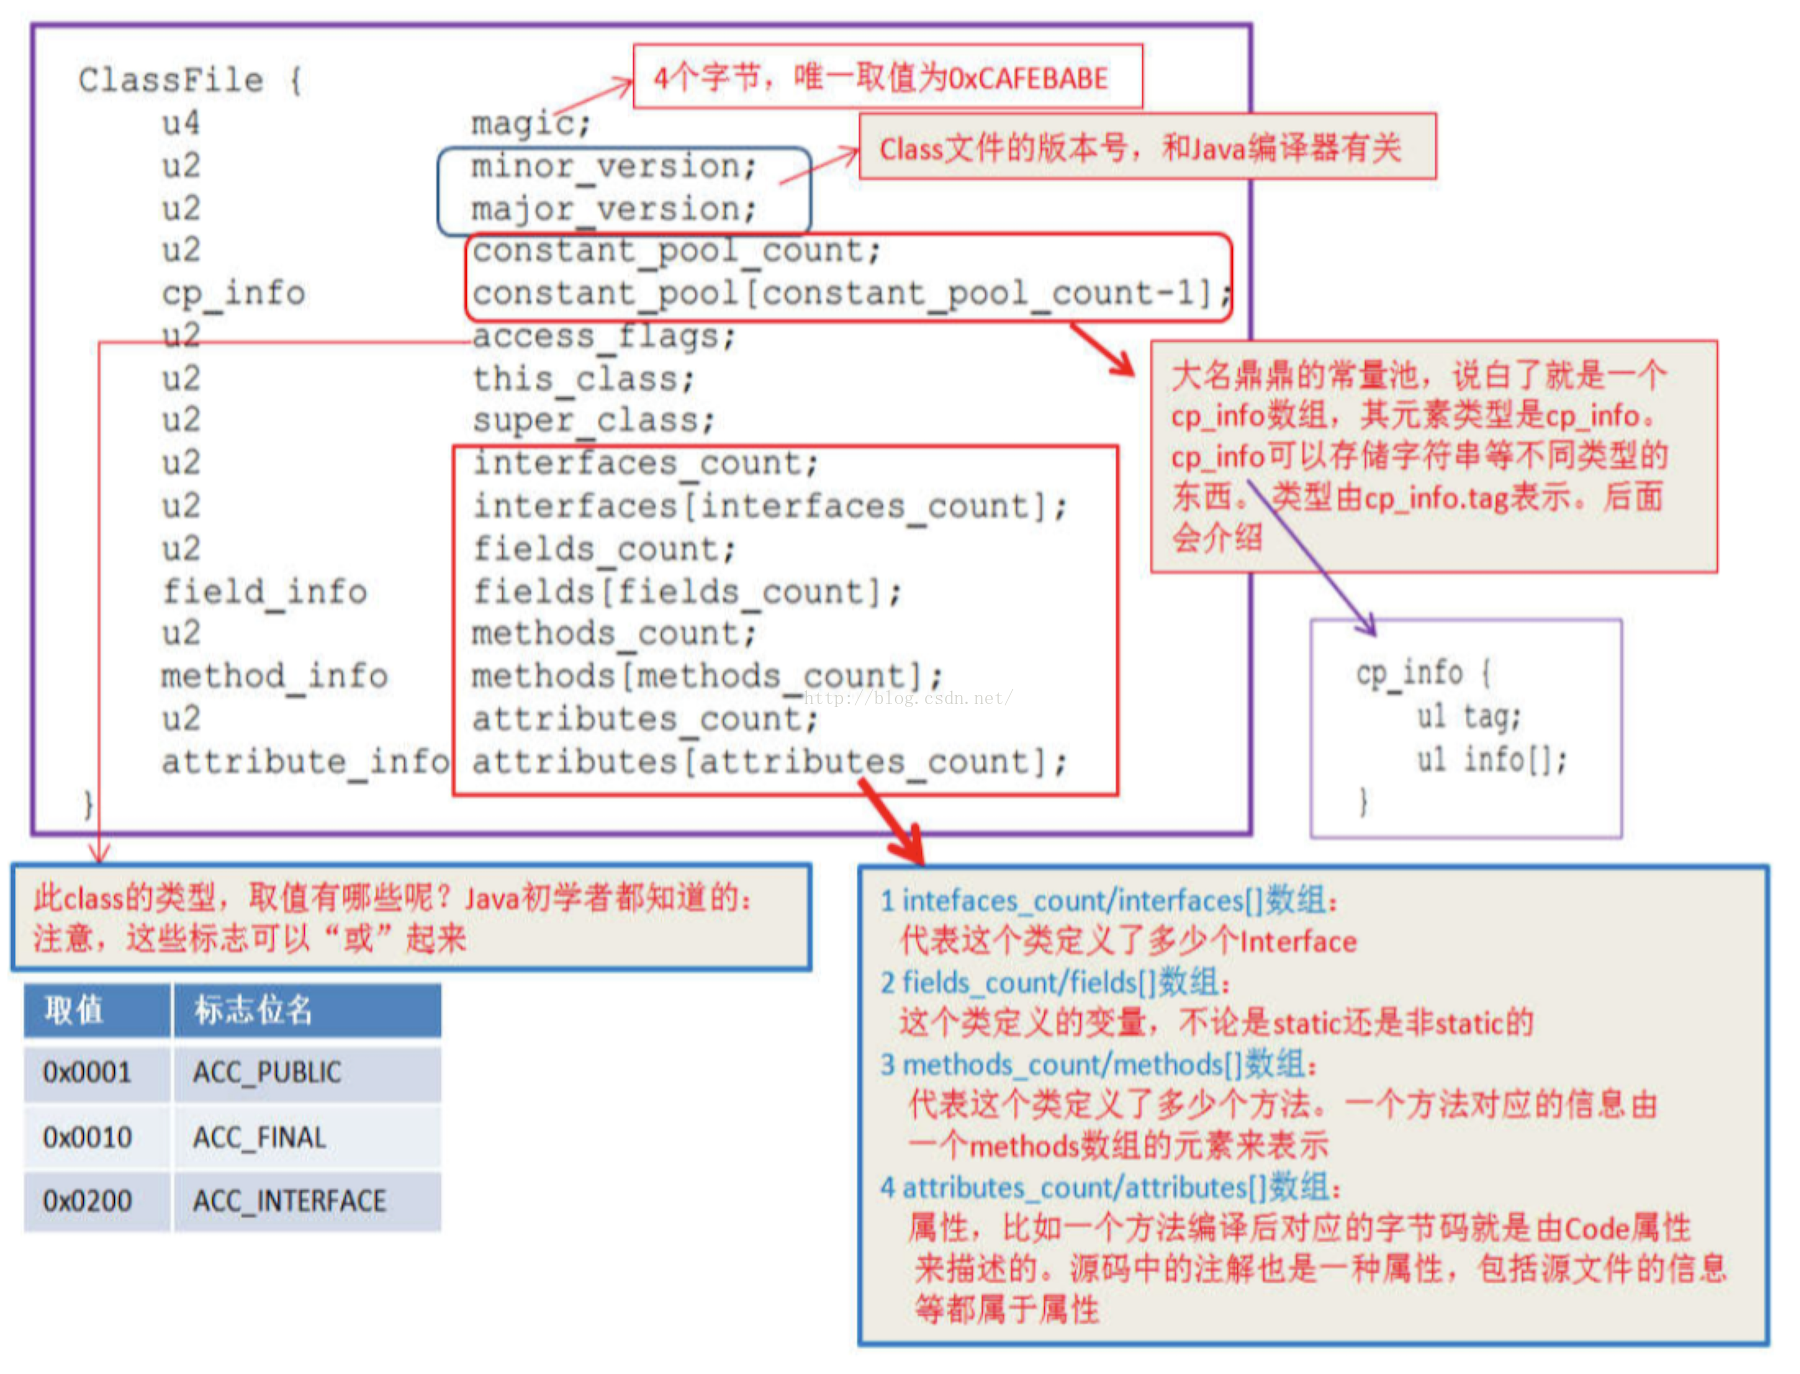 ClassFile {
4个字节，唯一取值为0xCAFEBABE
u4 magic;
Class文件的版本号，和Java编译器有关
u2 minor_version;
u2 major_version;
u2 constant_pool_count;
cp_info constant_pool[constant_pool_count-1];
u2 access_flags;
u2 this_class;
u2 super_class;
u2 interfaces_count;
u2 interfaces[interfaces_count];
u2 fields_count;
field_info fields[fields_count];
u2 methods_count;
method_info methods[methods_count];
http://blog.csdn.net/
u2 attributes_count;
attribute_info attributes[attributes_count];
}
大名鼎鼎的常量池，说白了就是一个
cp_info数组，其元素类型是cp_info。
cp_info可以存储字符串等不同类型的
东西。类型由cp_info.tag表示。后面
会介绍
cp_info {
u1 tag;
u1 info[];
}
此class的类型，取值有哪些呢？Java初学者都知道的：
注意，这些标志可以“或”起来
取值 标志位名
0x0001 ACC_PUBLIC
0x0010 ACC_FINAL
0x0200 ACC_INTERFACE
1 intefaces_count/interfaces[]数组：
代表这个类定义了多少个Interface
2 fields_count/fields[]数组：
这个类定义的变量，不论是static还是非static的
3 methods_count/methods[]数组：
代表这个类定义了多少个方法。一个方法对应的信息由
一个methods数组的元素来表示
4 attributes_count/attributes[]数组：
属性，比如一个方法编译后对应的字节码就是由Code属性
来描述的。源码中的注解也是一种属性，包括源文件的信息
等都属于属性